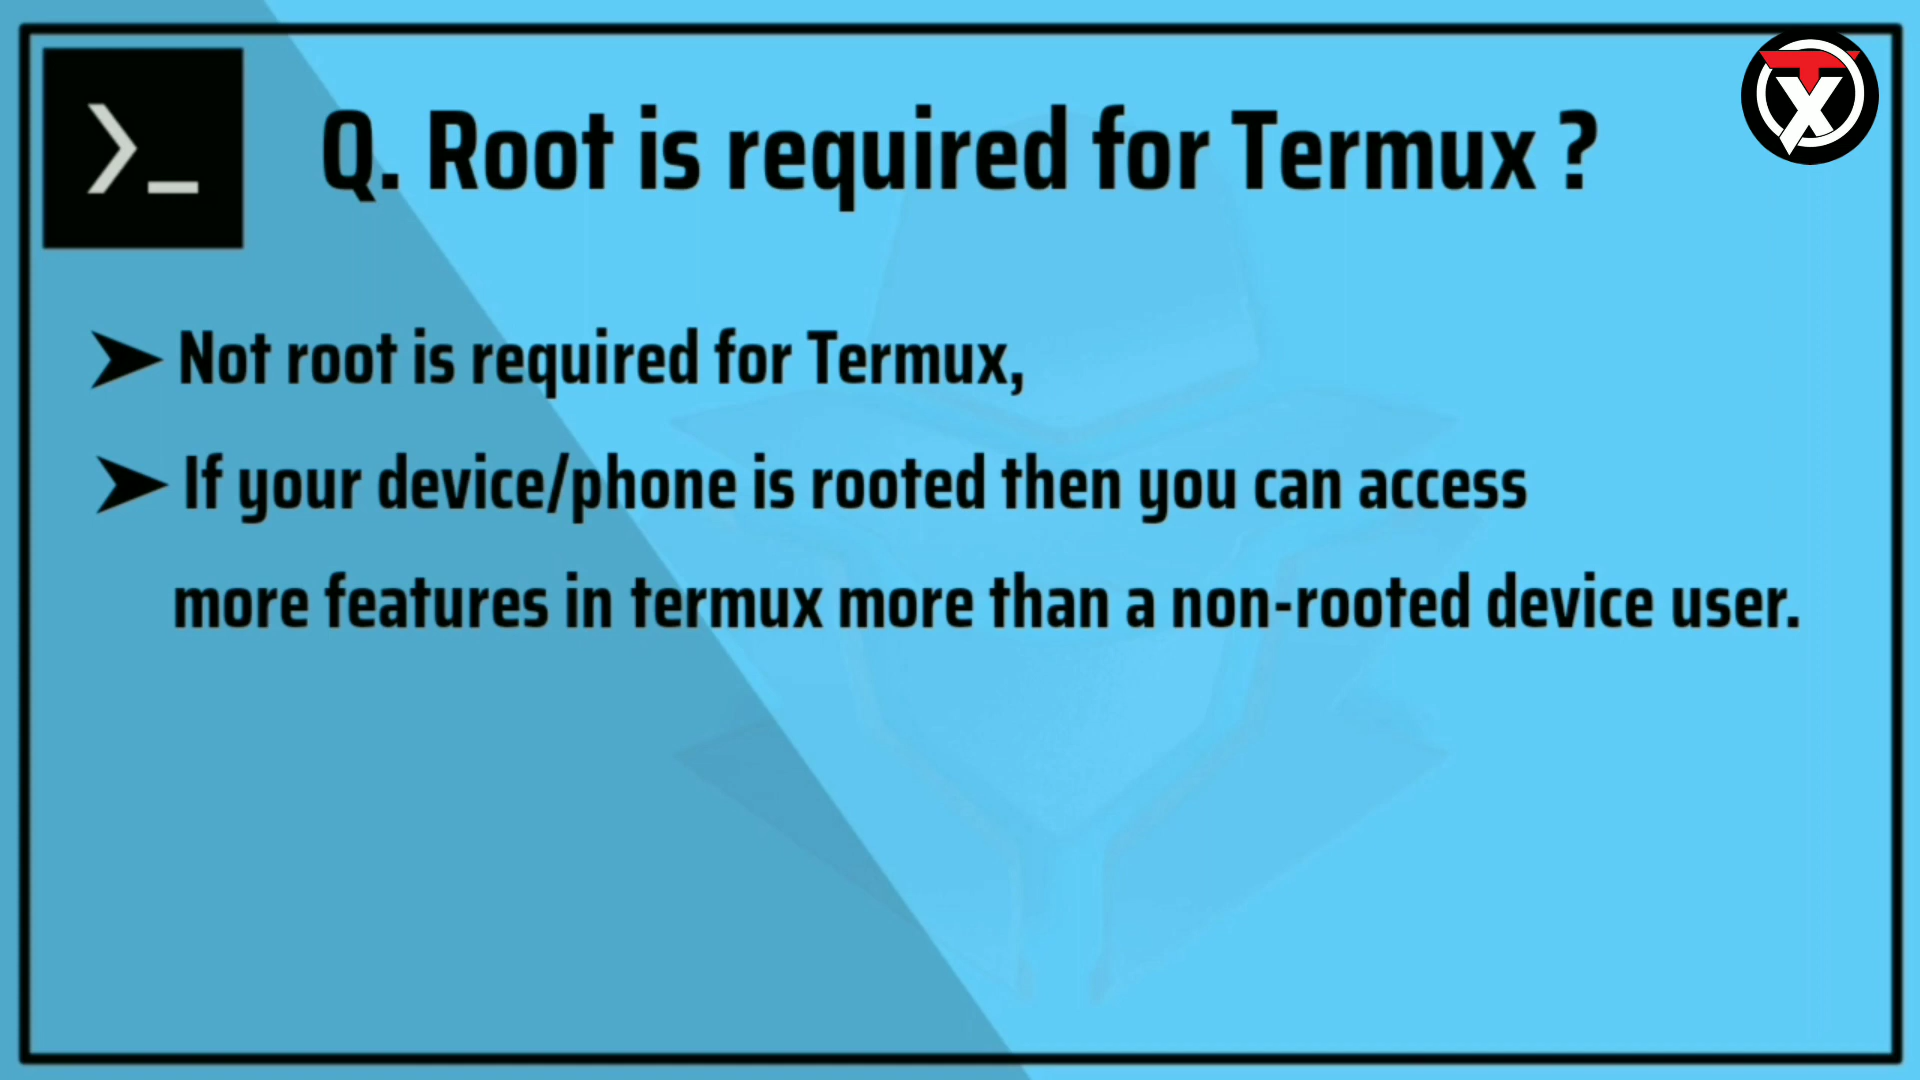 Q. Root is required for Termux ?
➤ Not root is required for Termux,
➤ If your device/phone is rooted then you can access
more features in termux more than a non-rooted device user.